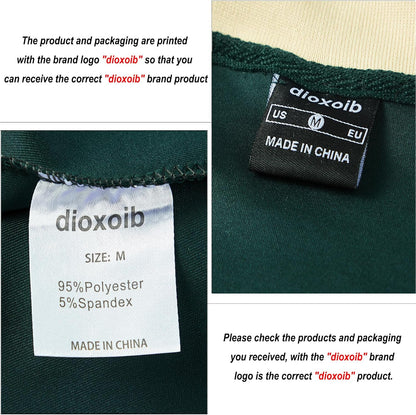 The product and packaging are printed
with the brand logo "dioxoib" so that you
can receive the correct "dioxoib" brand product
dioxoib
US M EU
MADE IN CHINA
dioxoib
SIZE: M
95%Polyester
5%Spandex
MADE IN CHINA
Please check the products and packaging
you received, with the "dioxoib" brand
logo is the correct "dioxoib" product.